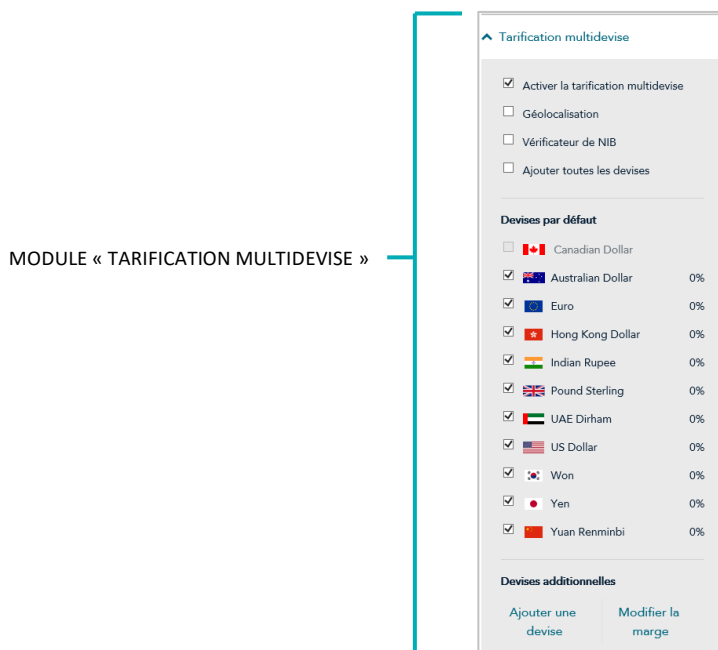 MODULE « TARIFICATION MULTIDEVISE »
Tarification multidevise
Activer la tarification multidevise
Géolocalisation
Vérificateur de NIB
Ajouter toutes les devises
Devises par défaut
Canadian Dollar
Australian Dollar 0%
Euro 0%
Hong Kong Dollar 0%
Indian Rupee 0%
Pound Sterling 0%
UAE Dirham 0%
US Dollar 0%
Won 0%
Yen 0%
Yuan Renminbi 0%
Devises additionnelles
Ajouter une devise
Modifier la marge